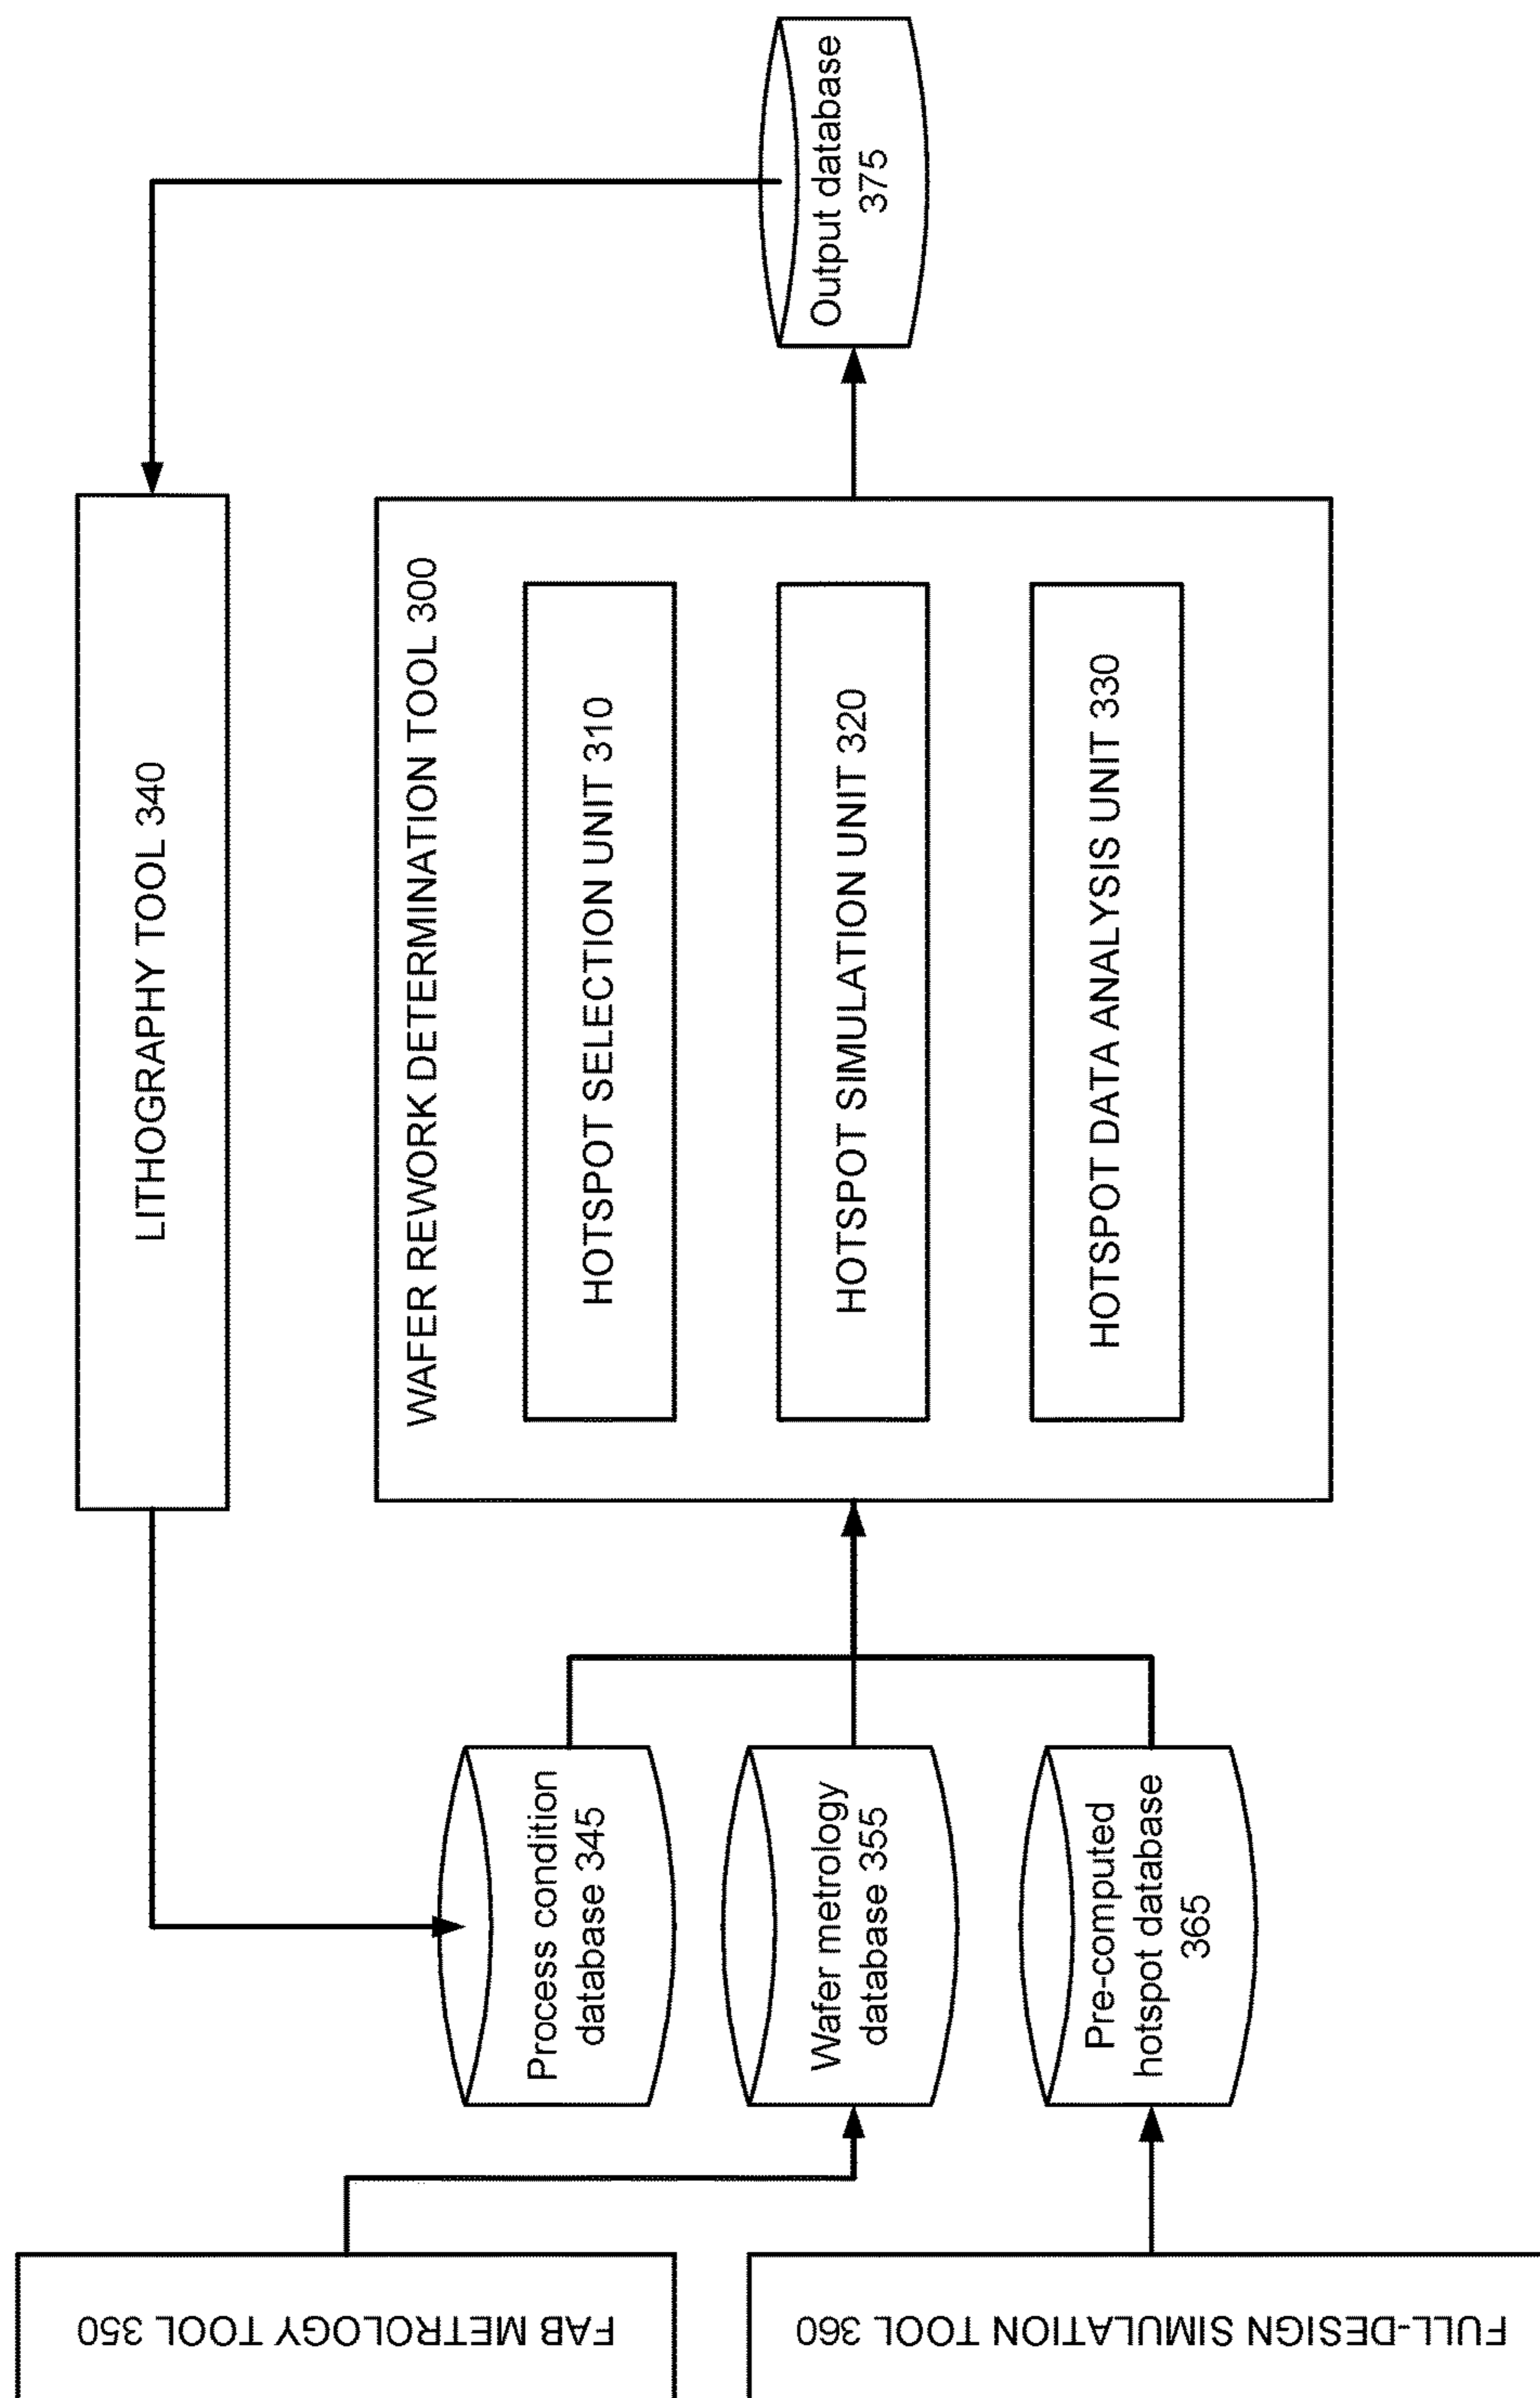 FAB METROLOGY TOOL 350
FULL-DESIGN SIMULATION TOOL 360
Process condition
database 345
Wafer metrology
database 355
Pre-computed
hotspot database
365
LITHOGRAPHY TOOL 340
WAFER REWORK DETERMINATION TOOL 300
HOTSPOT SELECTION UNIT 310
HOTSPOT SIMULATION UNIT 320
HOTSPOT DATA ANALYSIS UNIT 330
Output database
375